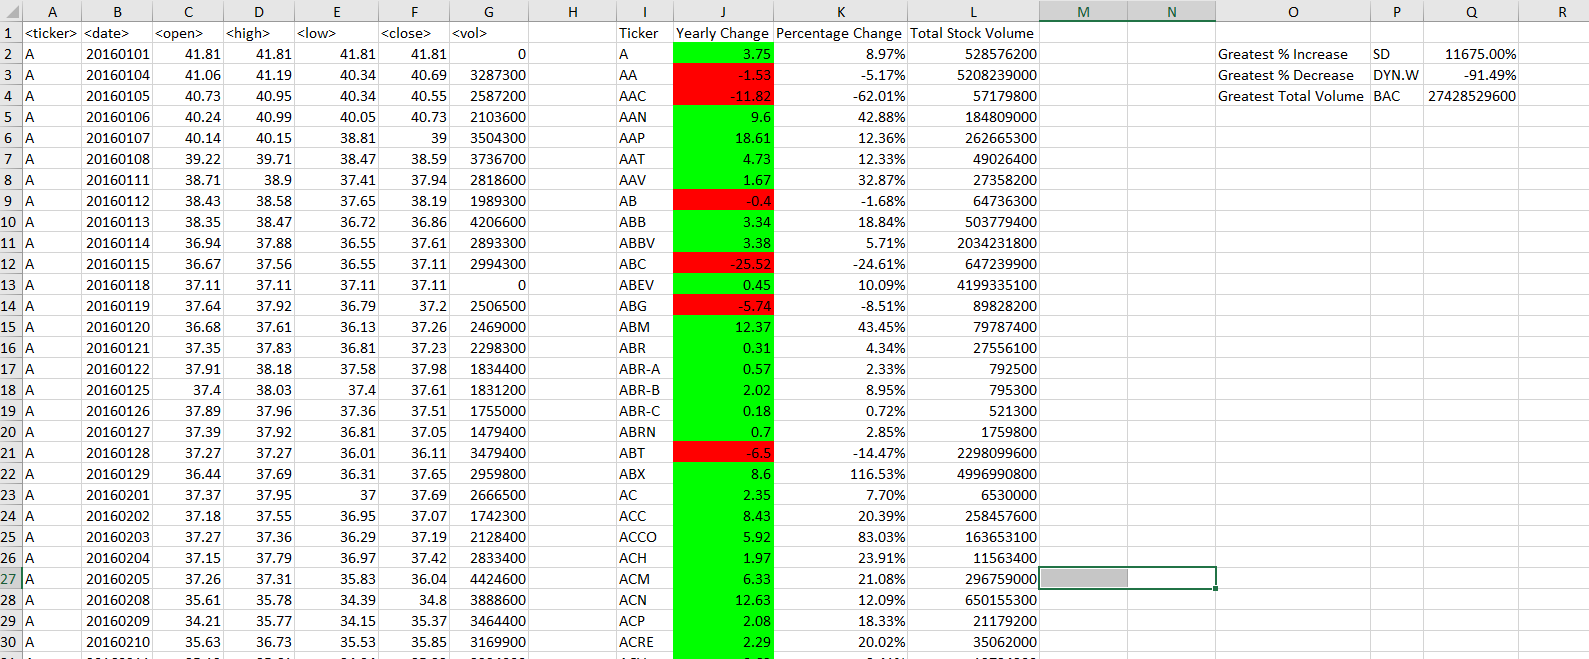 A B C D E F G H I J K L M N O P Q R
1 <ticker> <date> <open> <high> <low> <close> <vol> Ticker Yearly Change Percentage Change Total Stock Volume
2 A 20160101 41.81 41.81 41.81 41.81 0 A 3.75 8.97% 528576200 Greatest % Increase SD 11675.00%
3 A 20160104 41.06 41.19 40.34 40.69 3287300 AA -1.53 -5.17% 5208239000 Greatest % Decrease DYN.W -91.49%
4 A 20160105 40.73 40.95 40.34 40.55 2587200 AAC -11.82 -62.01% 57179800 Greatest Total Volume BAC 27428529600
5 A 20160106 40.24 40.99 40.05 40.73 2103600 AAN 9.6 42.88% 184809000
6 A 20160107 40.14 40.15 38.81 39 3504300 AAP 18.61 12.36% 262665300
7 A 20160108 39.22 39.71 38.47 38.59 3736700 AAT 4.73 12.33% 49026400
8 A 20160111 38.71 38.9 37.41 37.94 2818600 AAV 1.67 32.87% 27358200
9 A 20160112 38.43 38.58 37.65 38.19 1989300 AB -0.4 -1.68% 64736300
10 A 20160113 38.35 38.47 36.72 36.86 4206600 ABB 3.34 18.84% 503779400
11 A 20160114 36.94 37.88 36.55 37.61 2893300 ABBV 3.38 5.71% 2034231800
12 A 20160115 36.67 37.56 36.55 37.11 2994300 ABC -25.52 -24.61% 647239900
13 A 20160118 37.11 37.11 37.11 37.11 0 ABEV 0.45 10.09% 4199335100
14 A 20160119 37.64 37.92 36.79 37.2 2506500 ABG -5.74 -8.51% 89828200
15 A 20160120 36.68 37.61 36.13 37.26 2469000 ABM 12.37 43.45% 79787400
16 A 20160121 37.35 37.83 36.81 37.23 2298300 ABR 0.31 4.34% 27556100
17 A 20160122 37.91 38.18 37.58 37.98 1834400 ABR-A 0.57 2.33% 792500
18 A 20160125 37.4 38.03 37.4 37.61 1831200 ABR-B 2.02 8.95% 795300
19 A 20160126 37.89 37.96 37.36 37.51 1755000 ABR-C 0.18 0.72% 521300
20 A 20160127 37.39 37.92 36.81 37.05 1479400 ABRN 0.7 2.85% 1759800
21 A 20160128 37.27 37.27 36.01 36.11 3479400 ABT -6.5 -14.47% 2298099600
22 A 20160129 36.44 37.69 36.31 37.65 2959800 ABX 8.6 116.53% 4996990800
23 A 20160201 37.37 37.95 37 37.69 2666500 AC 2.35 7.70% 6530000
24 A 20160202 37.18 37.55 36.95 37.07 1742300 ACC 8.43 20.39% 258457600
25 A 20160203 37.27 37.36 36.29 37.19 2128400 ACCO 5.92 83.03% 163653100
26 A 20160204 37.15 37.79 36.97 37.42 2833400 ACH 1.97 23.91% 11563400
27 A 20160205 37.26 37.31 35.83 36.04 4424600 ACM 6.33 21.08% 296759000
28 A 20160208 35.61 35.78 34.39 34.8 3888600 ACN 12.63 12.09% 650155300
29 A 20160209 34.21 35.77 34.15 35.37 3464400 ACP 2.08 18.33% 21179200
30 A 20160210 35.63 36.73 35.53 35.85 3169900 ACRE 2.29 20.02% 35062000